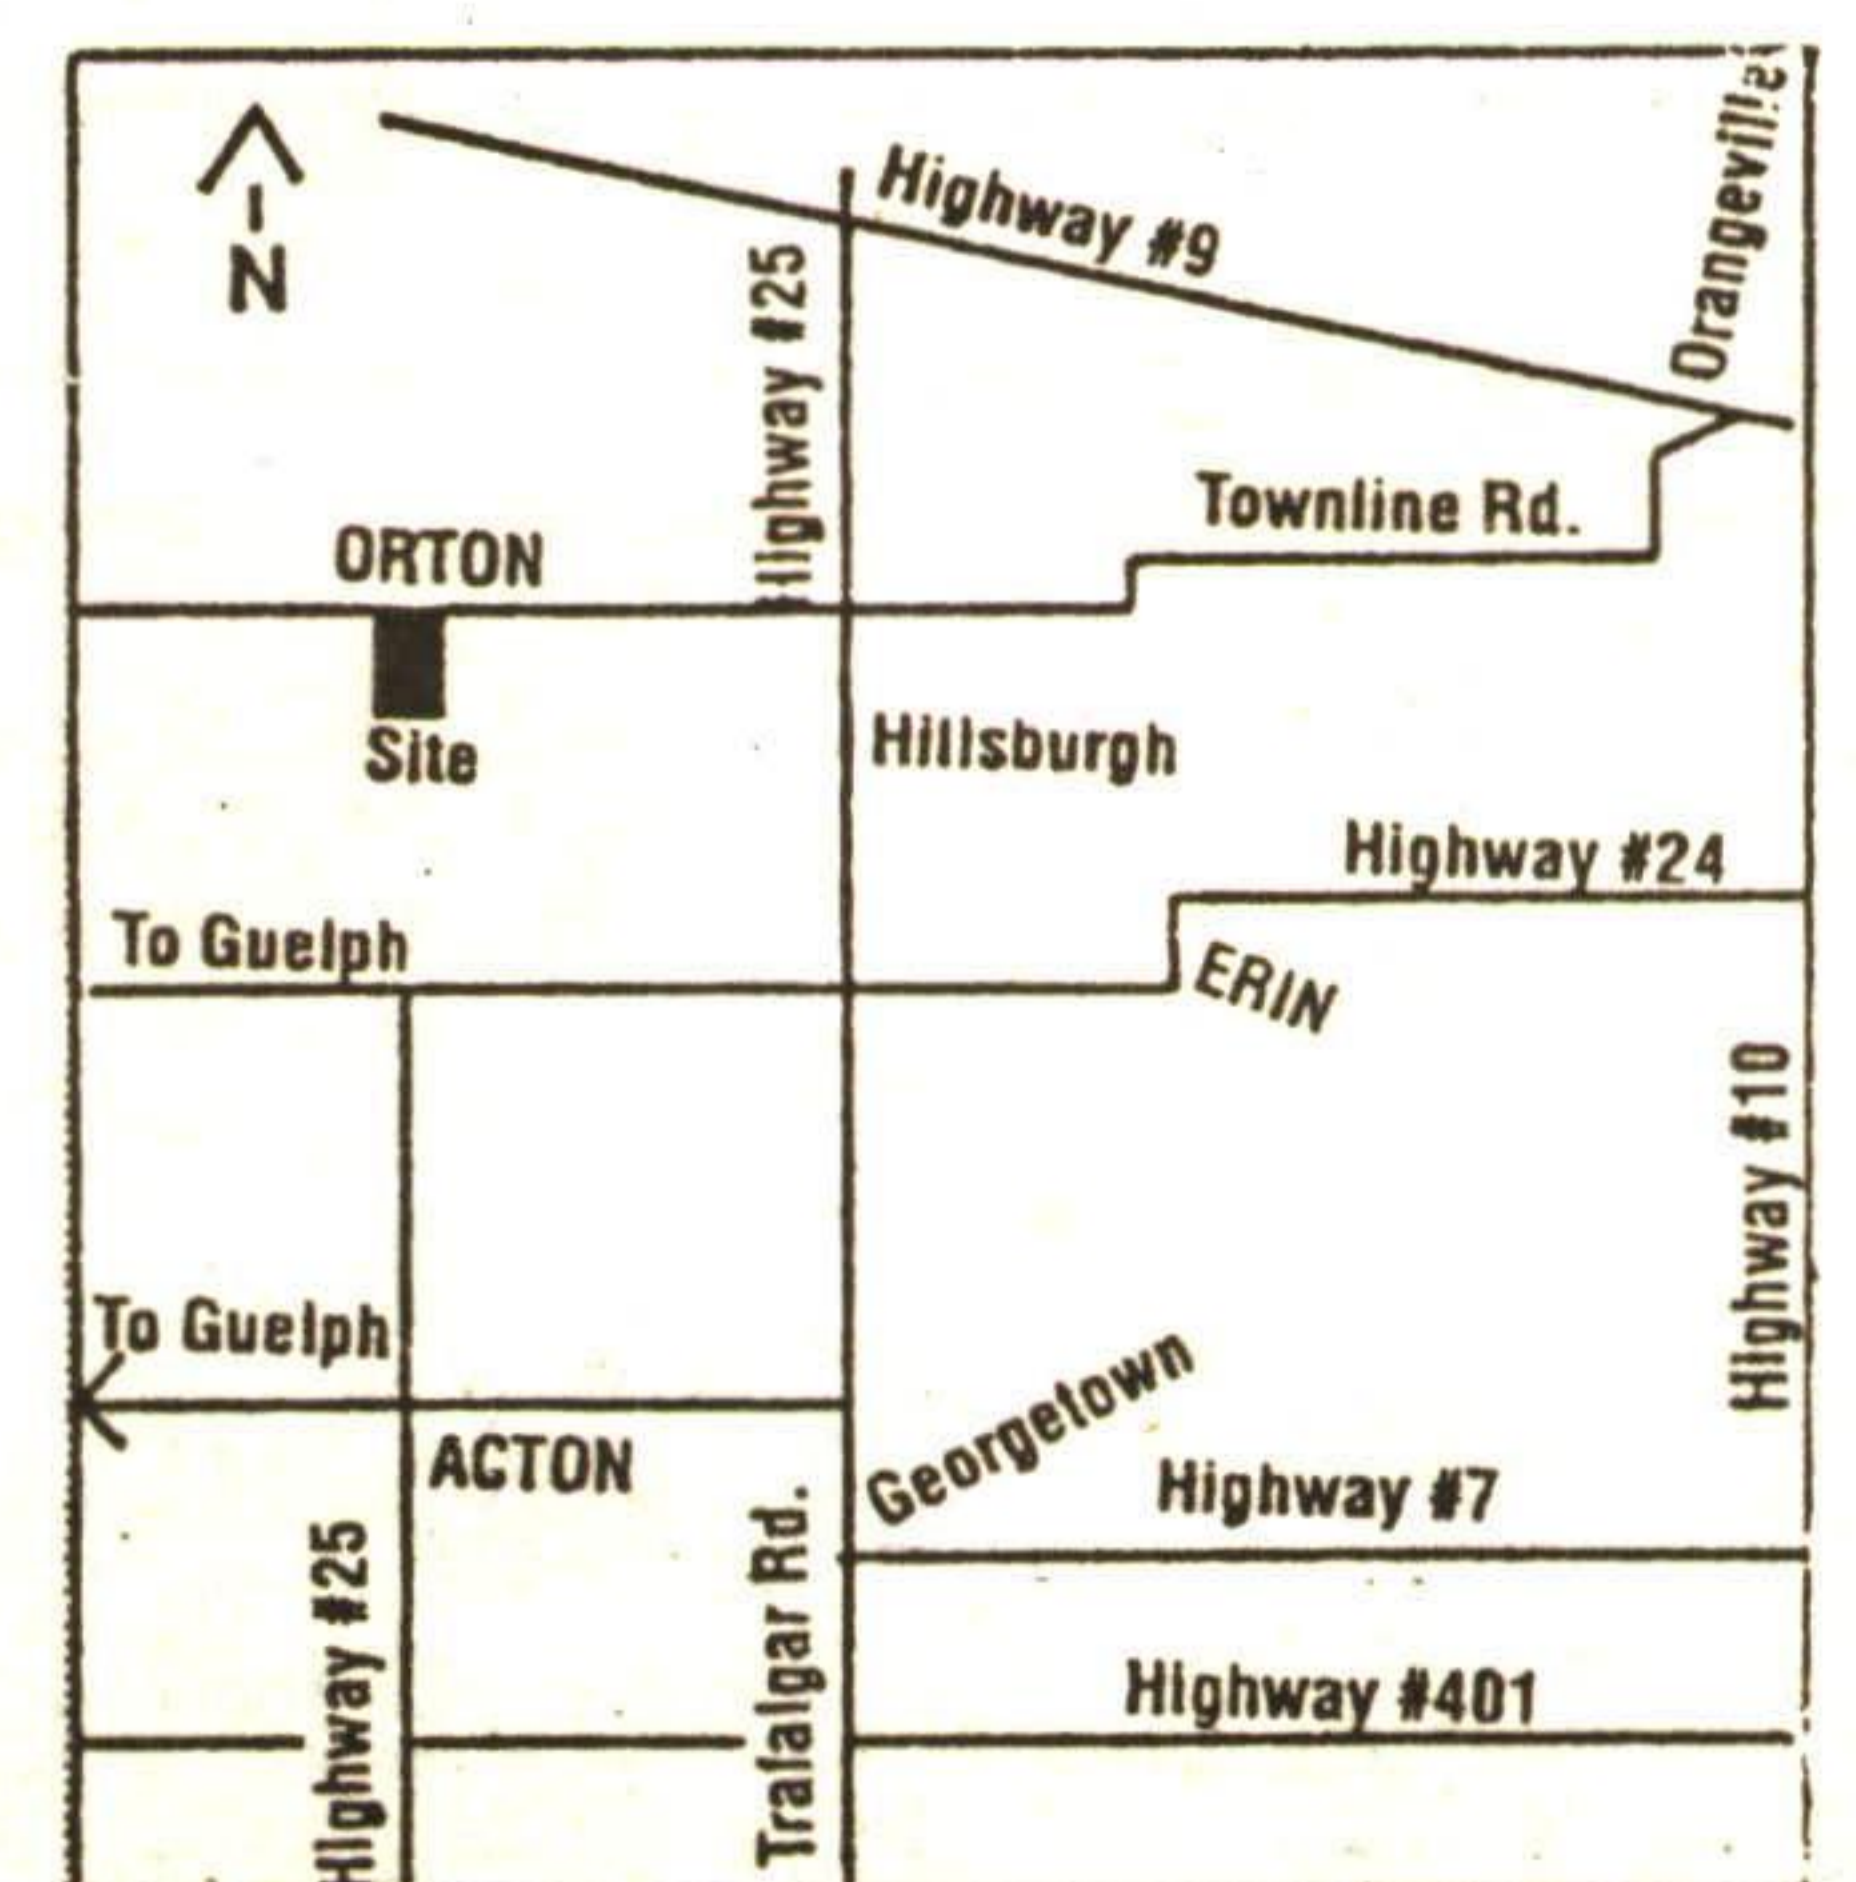 Orangeville
N
Highway #9
Highway #25
Townline Rd.
ORTON
Site
Hillsburgh
Highway #24
To Guelph
ERIN
Highway #10
To Guelph
Georgetown
ACTON
Highway #7
Highway #25
Trafalgar Rd.
Highway #401